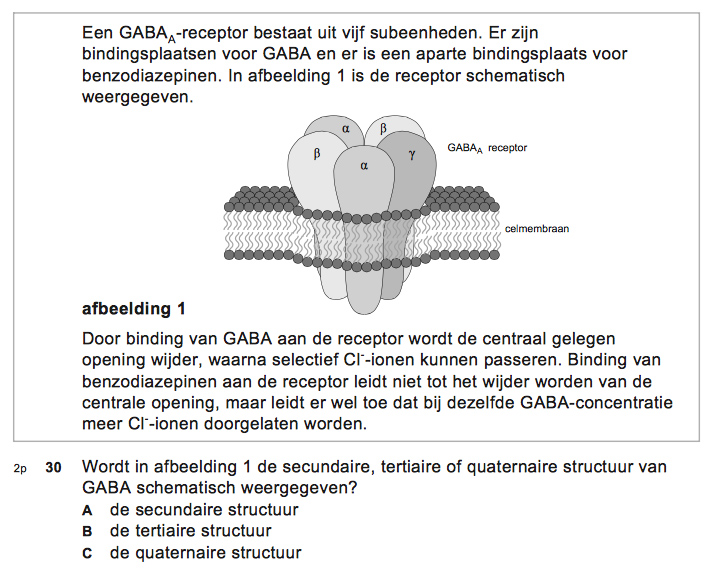 Een GABAA-receptor bestaat uit vijf subeenheden. Er zijn
bindingsplaatsen voor GABA en er is een aparte bindingsplaats voor
benzodiazepinen. In afbeelding 1 is de receptor schematisch
weergegeven.
α
β
β
γ
α
GABAA receptor
celmembraan
afbeelding 1
Door binding van GABA aan de receptor wordt de centraal gelegen
opening wijder, waarna selectief Cl⁻-ionen kunnen passeren. Binding van
benzodiazepinen aan de receptor leidt niet tot het wijder worden van de
centrale opening, maar leidt er wel toe dat bij dezelfde GABA-concentratie
meer Cl⁻-ionen doorgelaten worden.
2p 30 Wordt in afbeelding 1 de secundaire, tertiaire of quaternaire structuur van
GABA schematisch weergegeven?
A de secundaire structuur
B de tertiaire structuur
C de quaternaire structuur